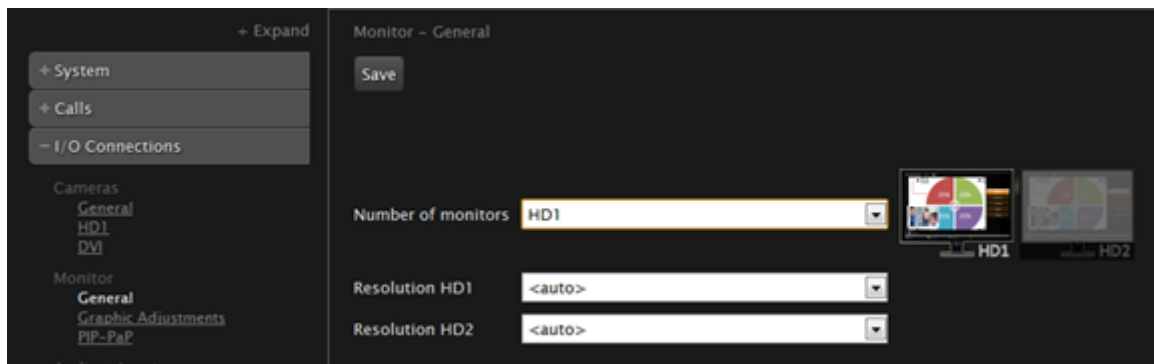 + Expand
+ System
+ Calls
− I/O Connections
Cameras
General
HD1
DVI
Monitor
General
Graphic Adjustments
PIP-PaP
Monitor – General
Save
Number of monitors
HD1
HD1
HD2
Resolution HD1
<auto>
Resolution HD2
<auto>